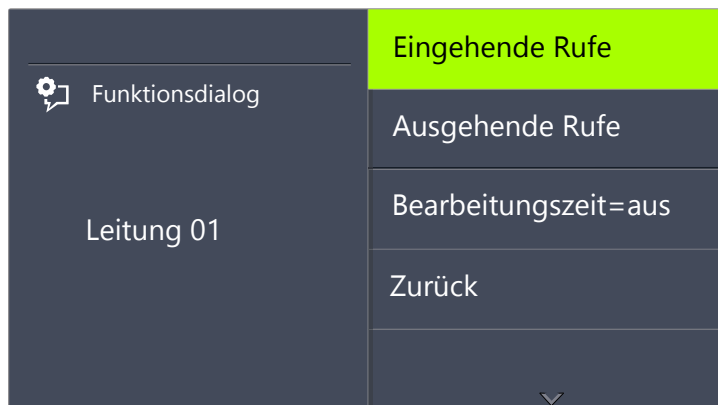 Funktionsdialog
Leitung 01
Eingehende Rufe
Ausgehende Rufe
Bearbeitungszeit=aus
Zurück